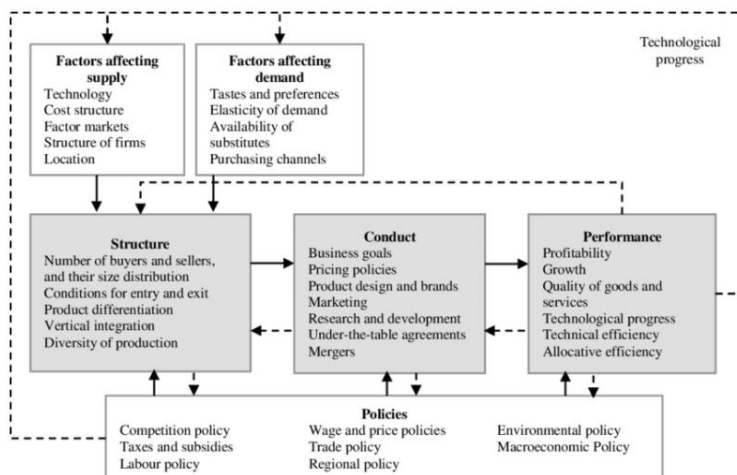 Technological
progress
Factors affecting
supply
Technology
Cost structure
Factor markets
Structure of firms
Location
Factors affecting
demand
Tastes and preferences
Elasticity of demand
Availability of
substitutes
Purchasing channels
Structure
Number of buyers and sellers,
and their size distribution
Conditions for entry and exit
Product differentiation
Vertical integration
Diversity of production
Conduct
Business goals
Pricing policies
Product design and brands
Marketing
Research and development
Under-the-table agreements
Mergers
Performance
Profitability
Growth
Quality of goods and
services
Technological progress
Technical efficiency
Allocative efficiency
Policies
Competition policy
Taxes and subsidies
Labour policy
Wage and price policies
Trade policy
Regional policy
Environmental policy
Macroeconomic Policy